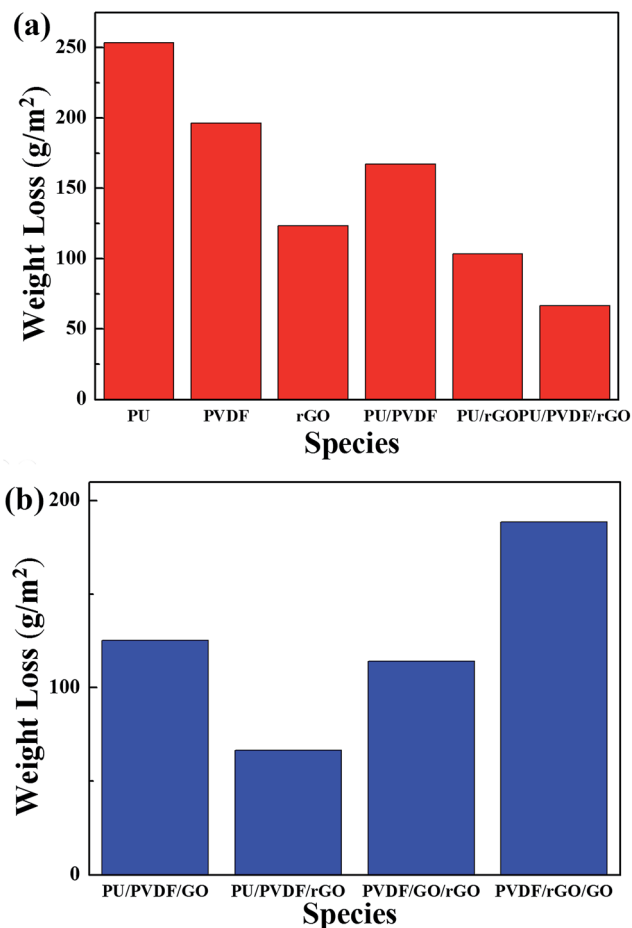 (a)
250
200
150
100
50
0
Weight Loss (g/m²)
PU PVDF rGO PU/PVDF PU/rGO PU/PVDF/rGO
Species
(b)
200
100
0
Weight Loss (g/m²)
PU/PVDF/GO PU/PVDF/rGO PVDF/GO/rGO PVDF/rGO/GO
Species